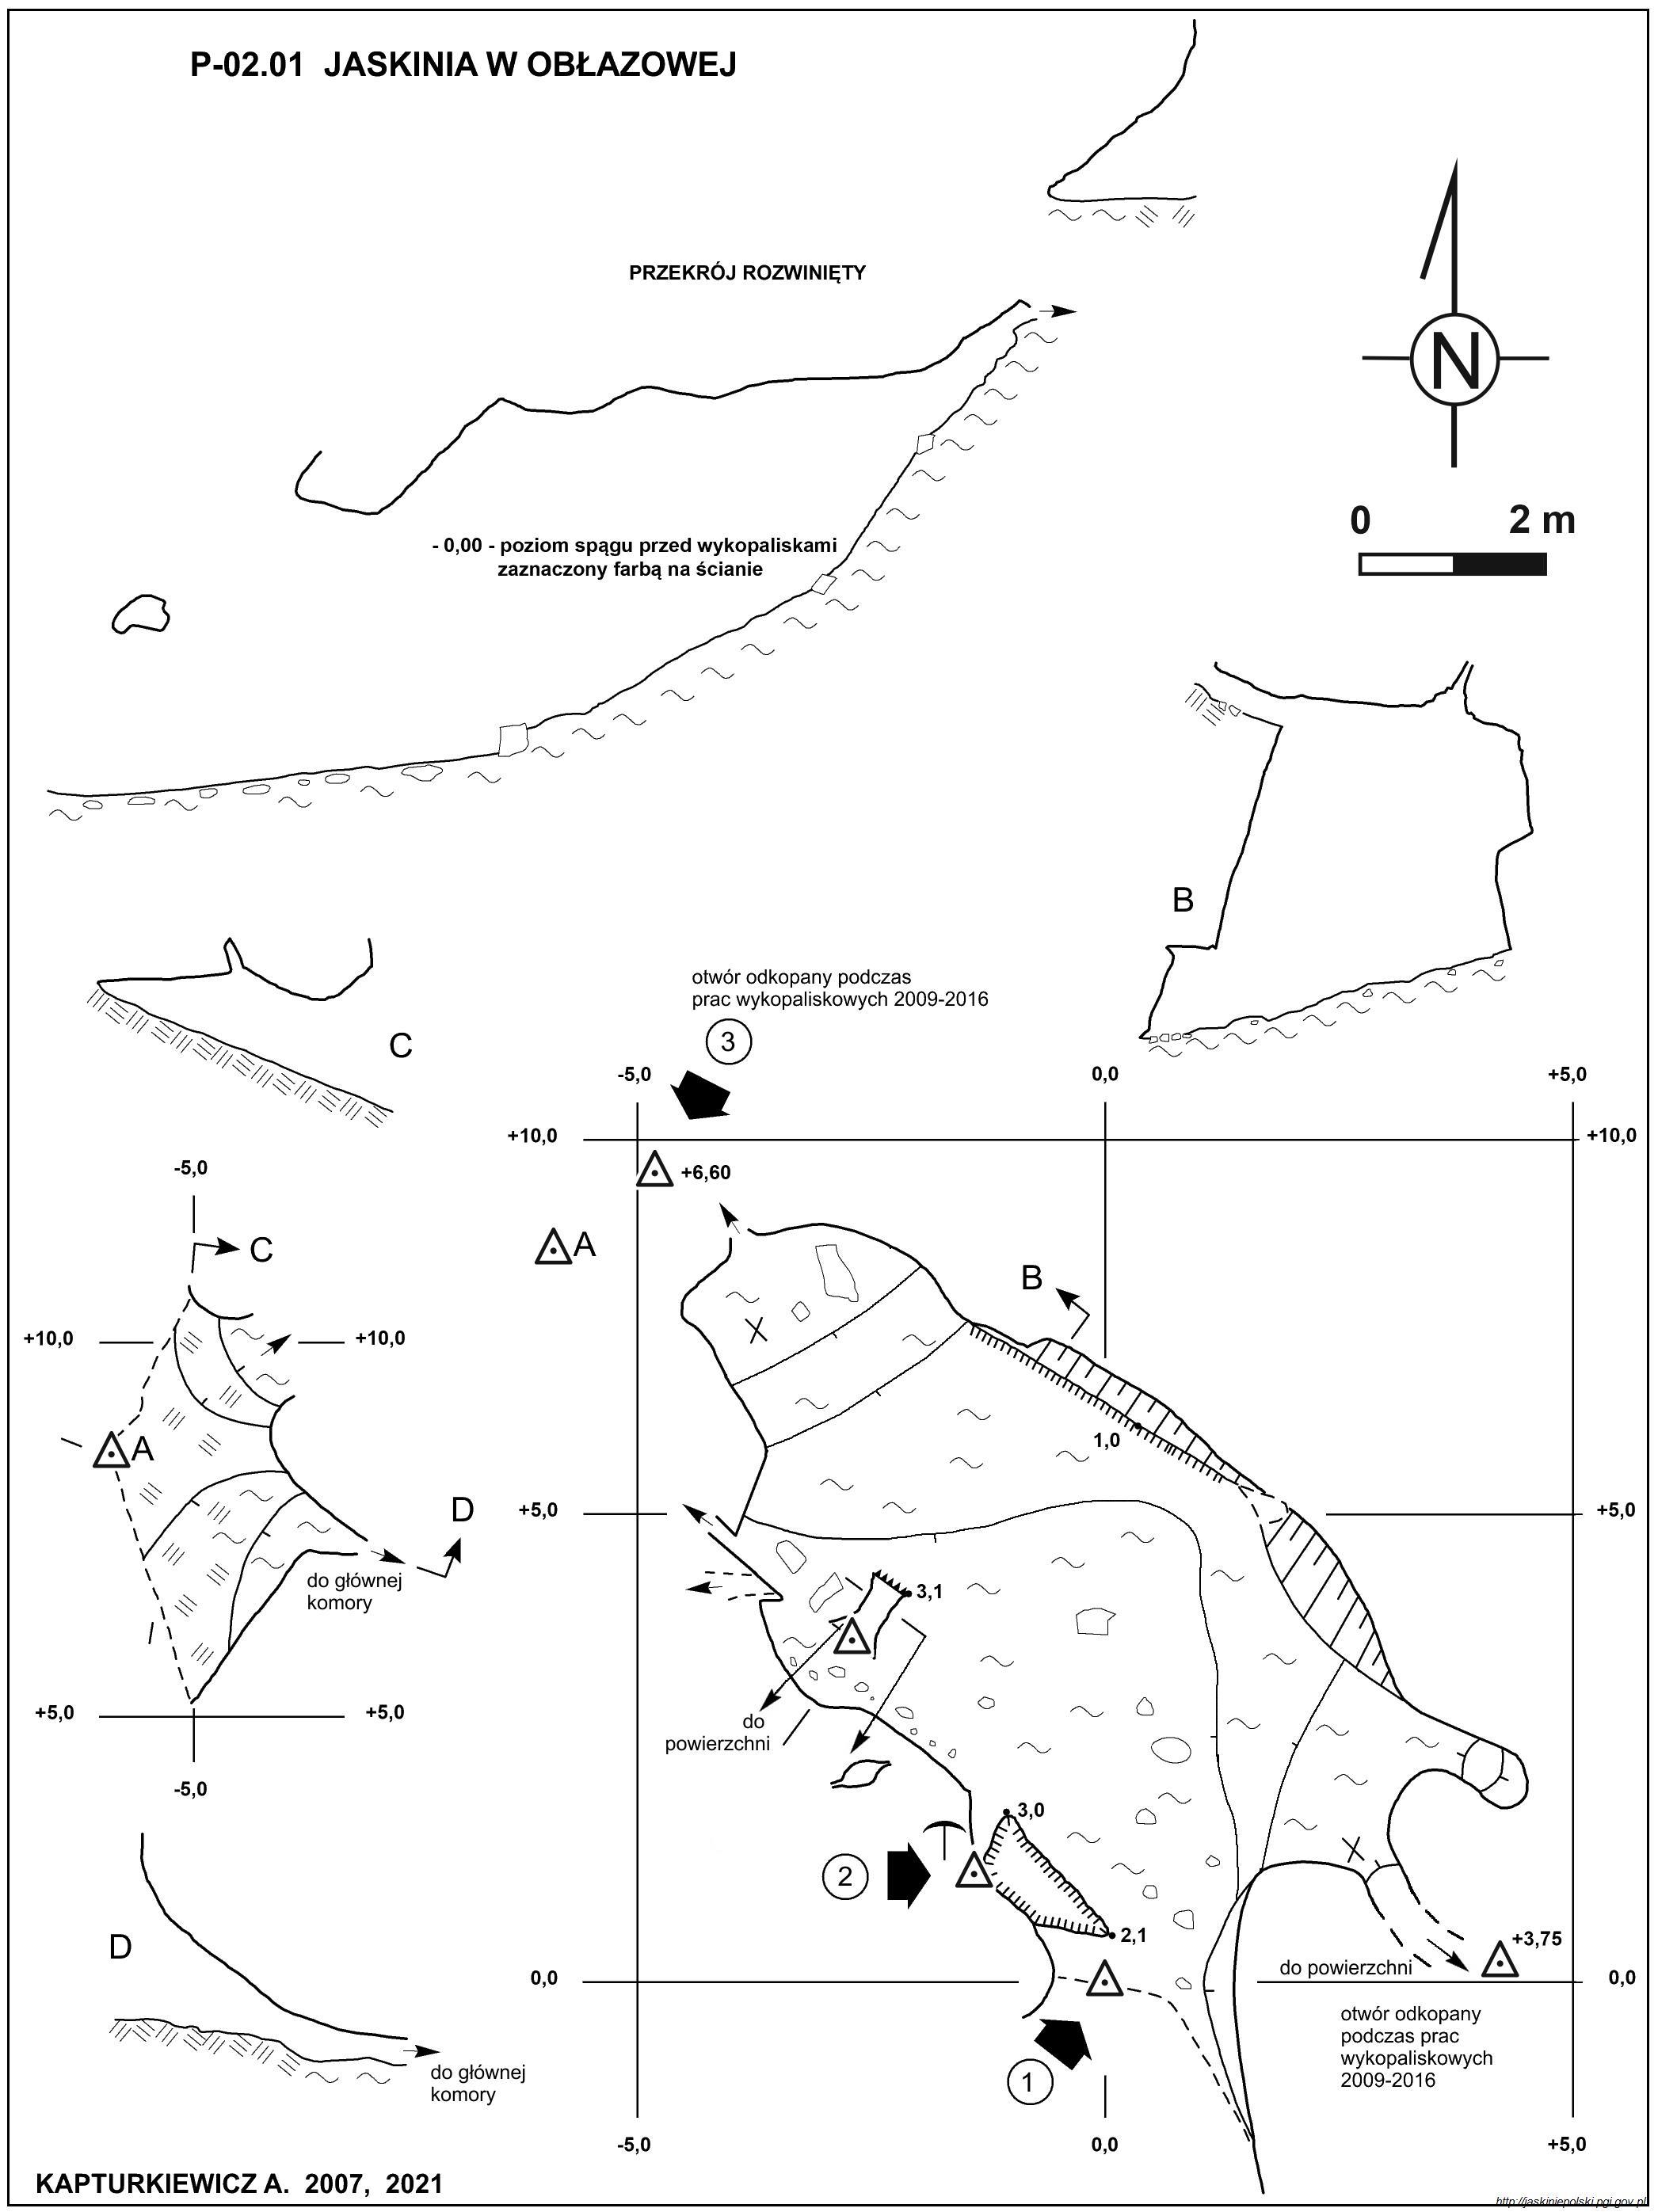 P-02.01 JASKINIA W OBŁAZOWEJ
PRZEKRÓJ ROZWINIĘTY
N
0 2 m
- 0,00 - poziom spągu przed wykopaliskami
zaznaczony farbą na ścianie
B
C
otwór odkopany podczas
prac wykopaliskowych 2009-2016
3
-5,0 0,0 +5,0
+10,0 +10,0
+6,60
A
B
1,0
+5,0 +5,0
3,1
do
powierzchni
3,0
2
2,1
+3,75
do powierzchni
0,0 0,0
otwór odkopany
podczas prac
wykopaliskowych
2009-2016
1
-5,0 0,0 +5,0
-5,0
C
+10,0 +10,0
A
D
do głównej
komory
+5,0 +5,0
-5,0
D
do głównej
komory
KAPTURKIEWICZ A. 2007, 2021
http://jaskiniepolski.pgi.gov.pl